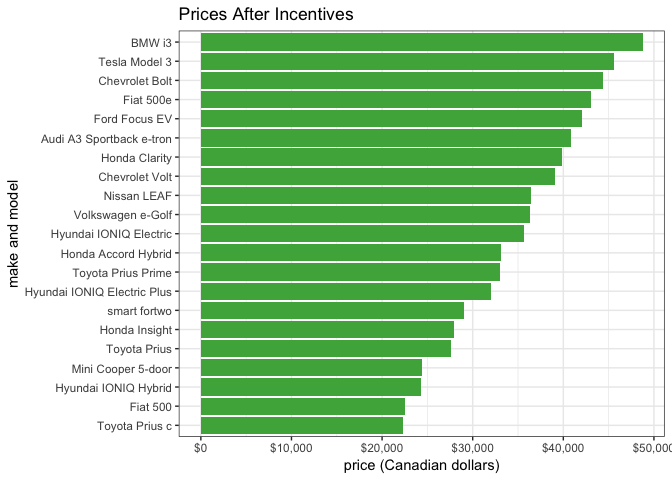 Prices After Incentives
BMW i3
Tesla Model 3
Chevrolet Bolt
Fiat 500e
Ford Focus EV
Audi A3 Sportback e-tron
Honda Clarity
Chevrolet Volt
Nissan LEAF
Volkswagen e-Golf
Hyundai IONIQ Electric
Honda Accord Hybrid
Toyota Prius Prime
Hyundai IONIQ Electric Plus
smart fortwo
Honda Insight
Toyota Prius
Mini Cooper 5-door
Hyundai IONIQ Hybrid
Fiat 500
Toyota Prius c
make and model
$0 $10,000 $20,000 $30,000 $40,000 $50,000
price (Canadian dollars)